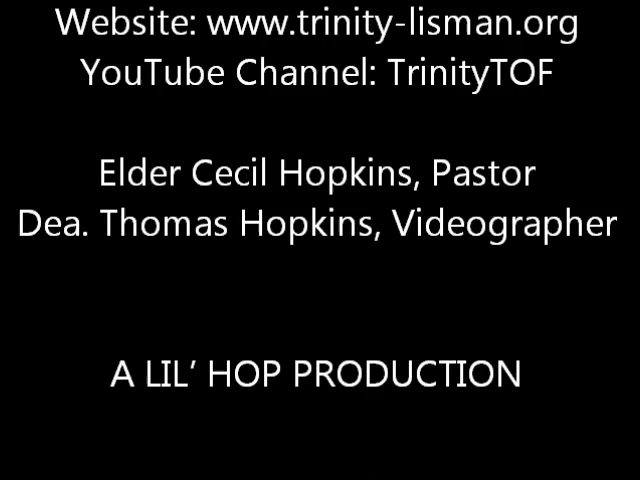 Website: www.trinity-lisman.org
YouTube Channel: TrinityTOF
Elder Cecil Hopkins, Pastor
Dea. Thomas Hopkins, Videographer
A LIL’ HOP PRODUCTION